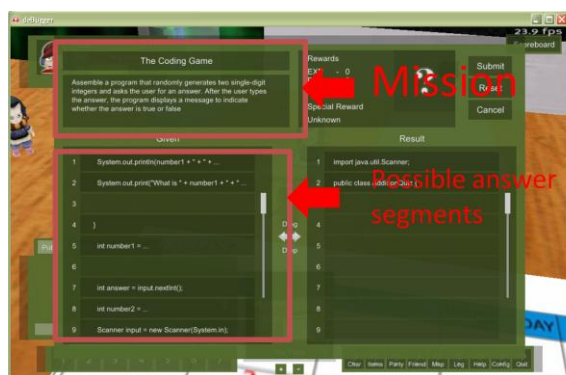 deBugger
23.9 fps
Scoreboard
The Coding Game
Assemble a program that randomly generates two single-digit
integers and asks the user for an answer. After the user types
the answer, the program displays a message to indicate
whether the answer is true or false
Rewards
EXP - 0
Special Reward
Unknown
?
Submit
Reset
Cancel
Mission
Given
Result
1 System.out.println(number1 + " + " + ...
2 System.out.print("What is " + number1 + " + " ...
3
4 }
5 int number1 = ...
6
7 int answer = input.nextInt();
8 int number2 = ...
9 Scanner input = new Scanner(System.in);
Drag
Drop
1 import java.util.Scanner;
2 public class AdditionQuiz {
4
5
6
7
8
9
Possible answer
segments
DAY
+ -
Char Items Party Friend Map Log Help Config Quit